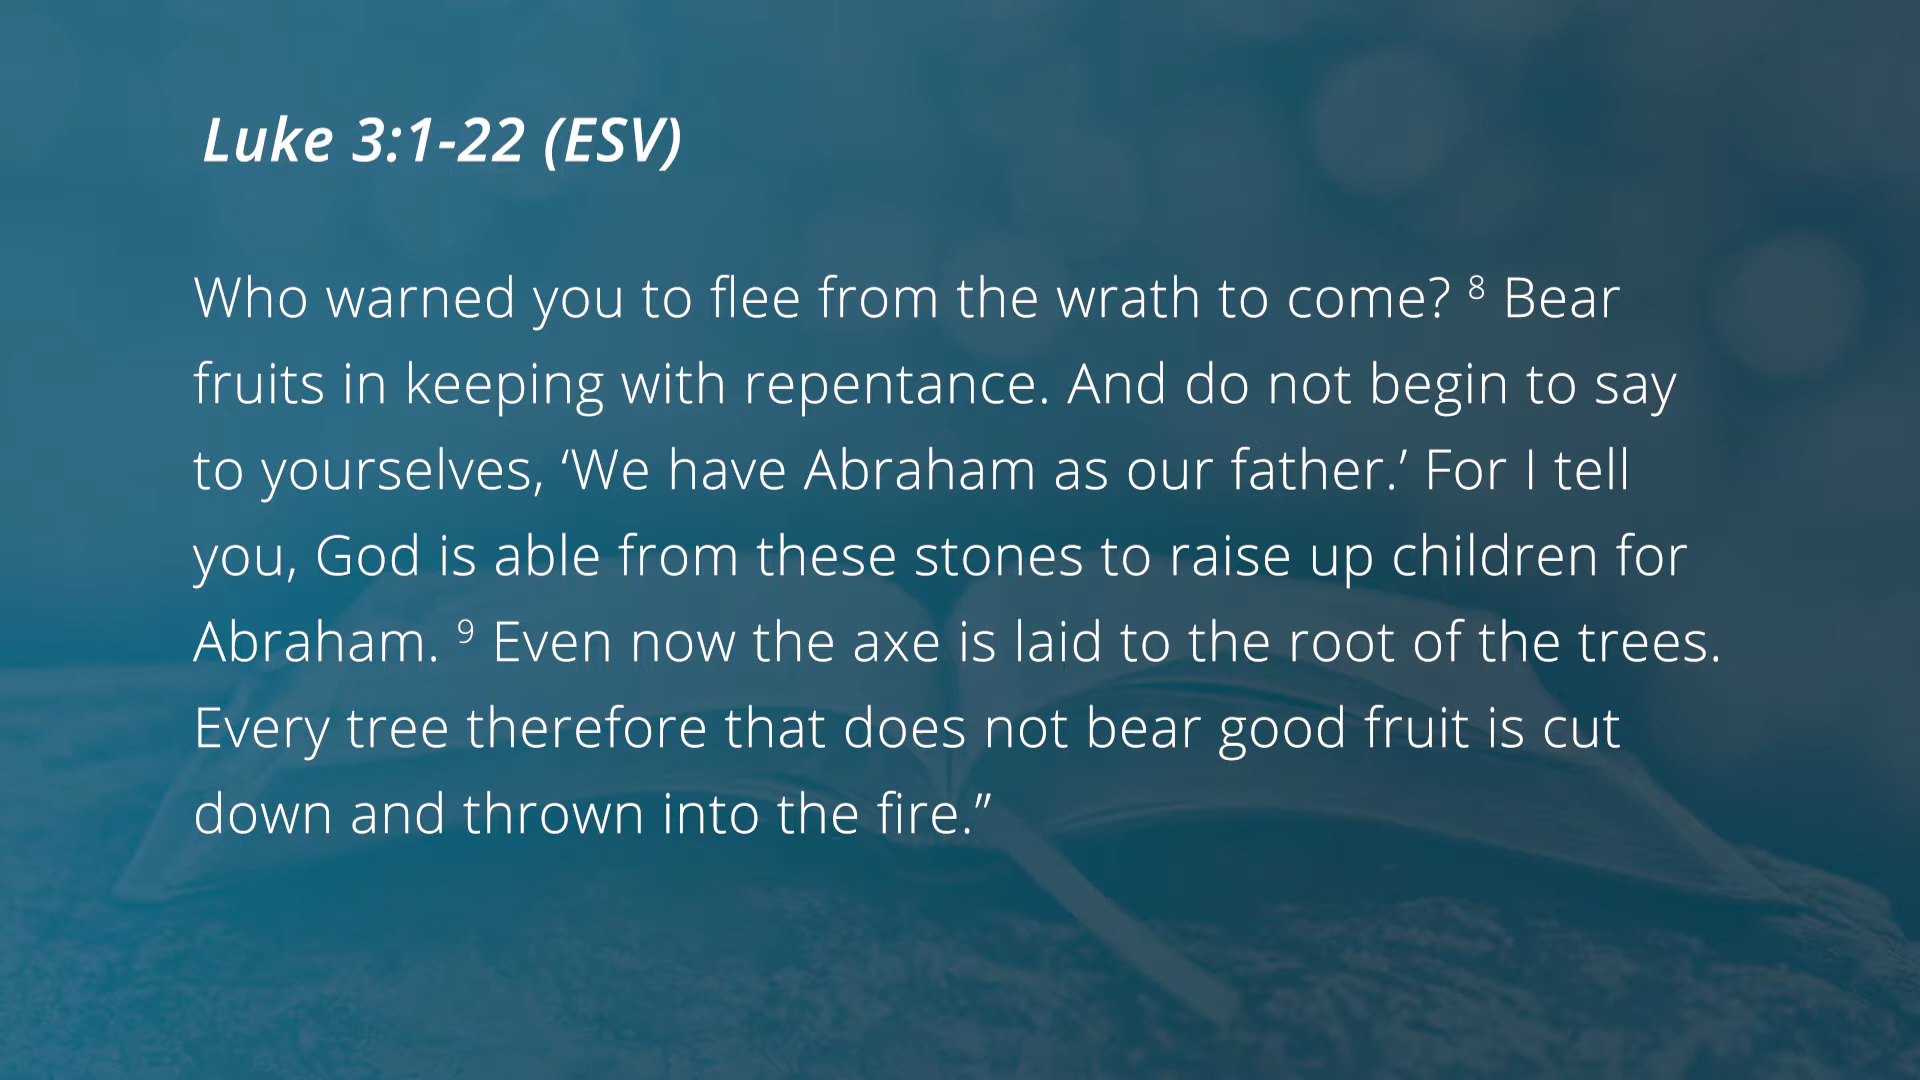 Luke 3:1-22 (ESV)
Who warned you to flee from the wrath to come? ⁸ Bear
fruits in keeping with repentance. And do not begin to say
to yourselves, ‘We have Abraham as our father.’ For I tell
you, God is able from these stones to raise up children for
Abraham. ⁹ Even now the axe is laid to the root of the trees.
Every tree therefore that does not bear good fruit is cut
down and thrown into the fire.”